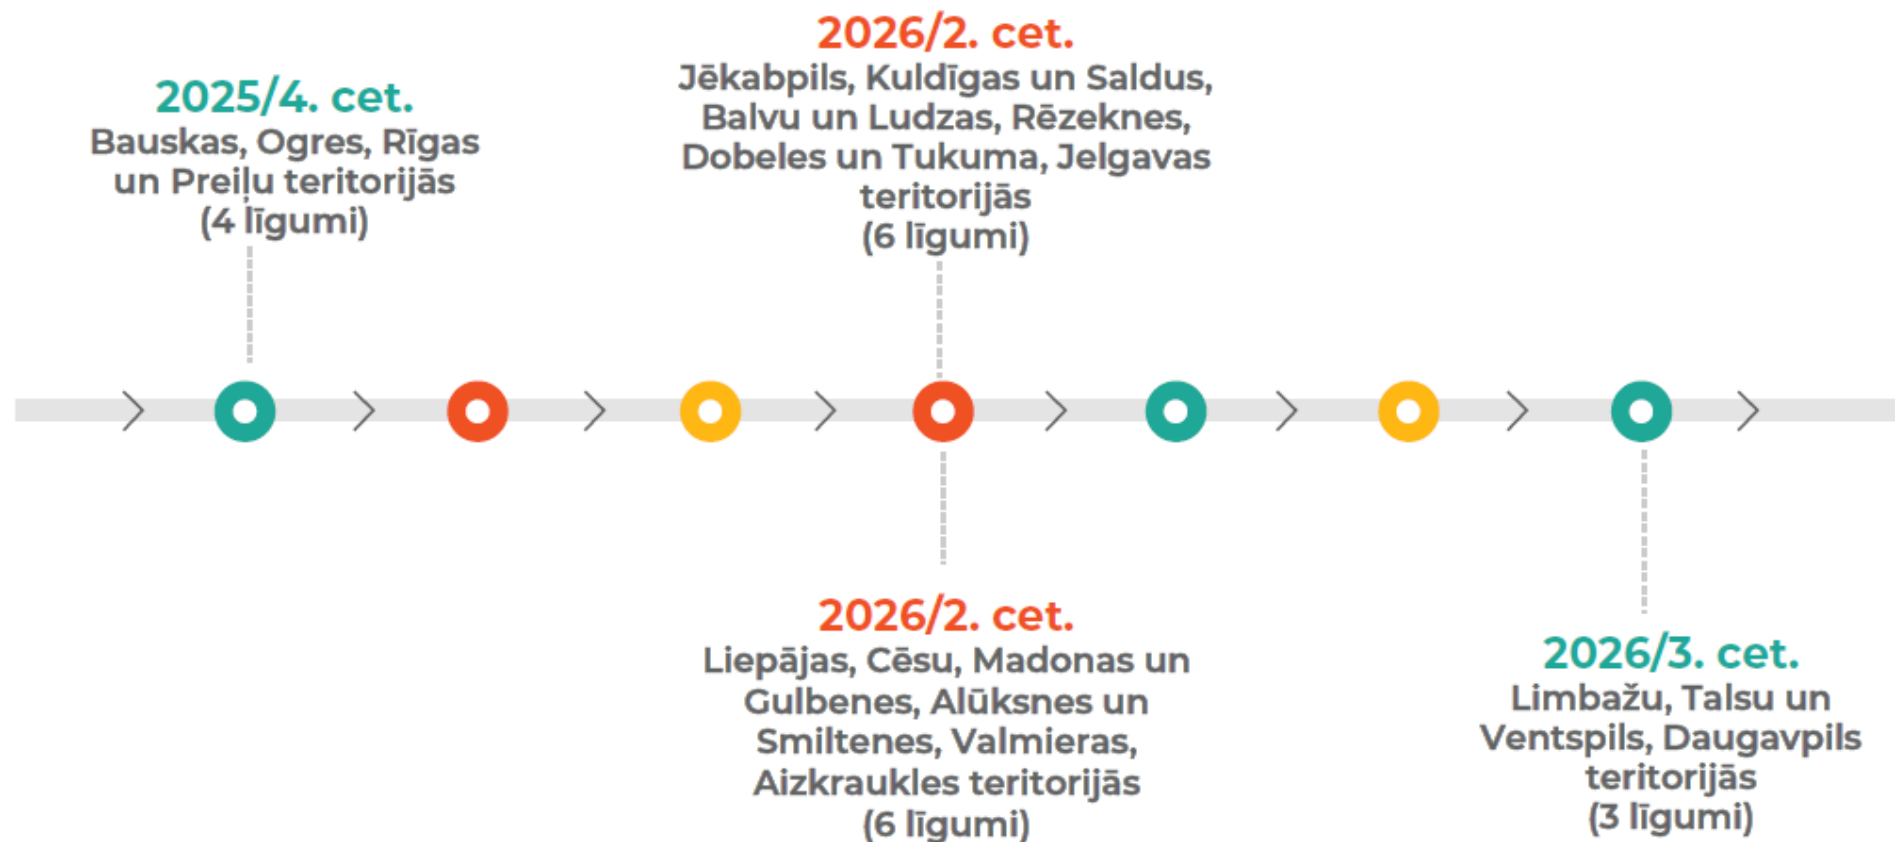 2025/4. cet.
Bauskas, Ogres, Rīgas
un Preiļu teritorijās
(4 līgumi)
2026/2. cet.
Jēkabpils, Kuldīgas un Saldus,
Balvu un Ludzas, Rēzeknes,
Dobeles un Tukuma, Jelgavas
teritorijās
(6 līgumi)
2026/2. cet.
Liepājas, Cēsu, Madonas un
Gulbenes, Alūksnes un
Smiltenes, Valmieras,
Aizkraukles teritorijās
(6 līgumi)
2026/3. cet.
Limbažu, Talsu un
Ventspils, Daugavpils
teritorijās
(3 līgumi)